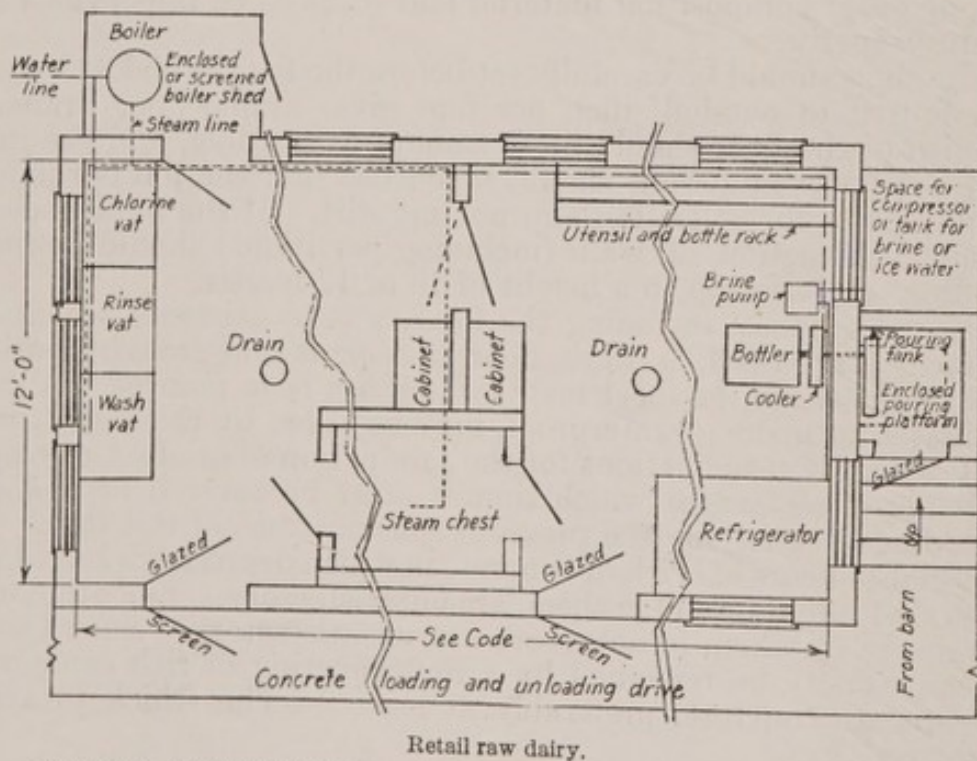 Boiler
Water
line
Enclosed
or screened
boiler shed
Steam line
Chlorine
vat
Rinse
vat
Wash
vat
12'-0"
Drain
Cabinet
Cabinet
Steam chest
Utensil and bottle rack
Space for
compressor
or tank for
brine or
ice water
Brine
pump
Drain
Bottler
Cooler
Pouring
tank
Enclosed
pouring
platform
Glazed
Refrigerator
Up
Glazed
Screen
Glazed
Screen
See Code
From barn
Concrete loading and unloading drive
Retail raw dairy.